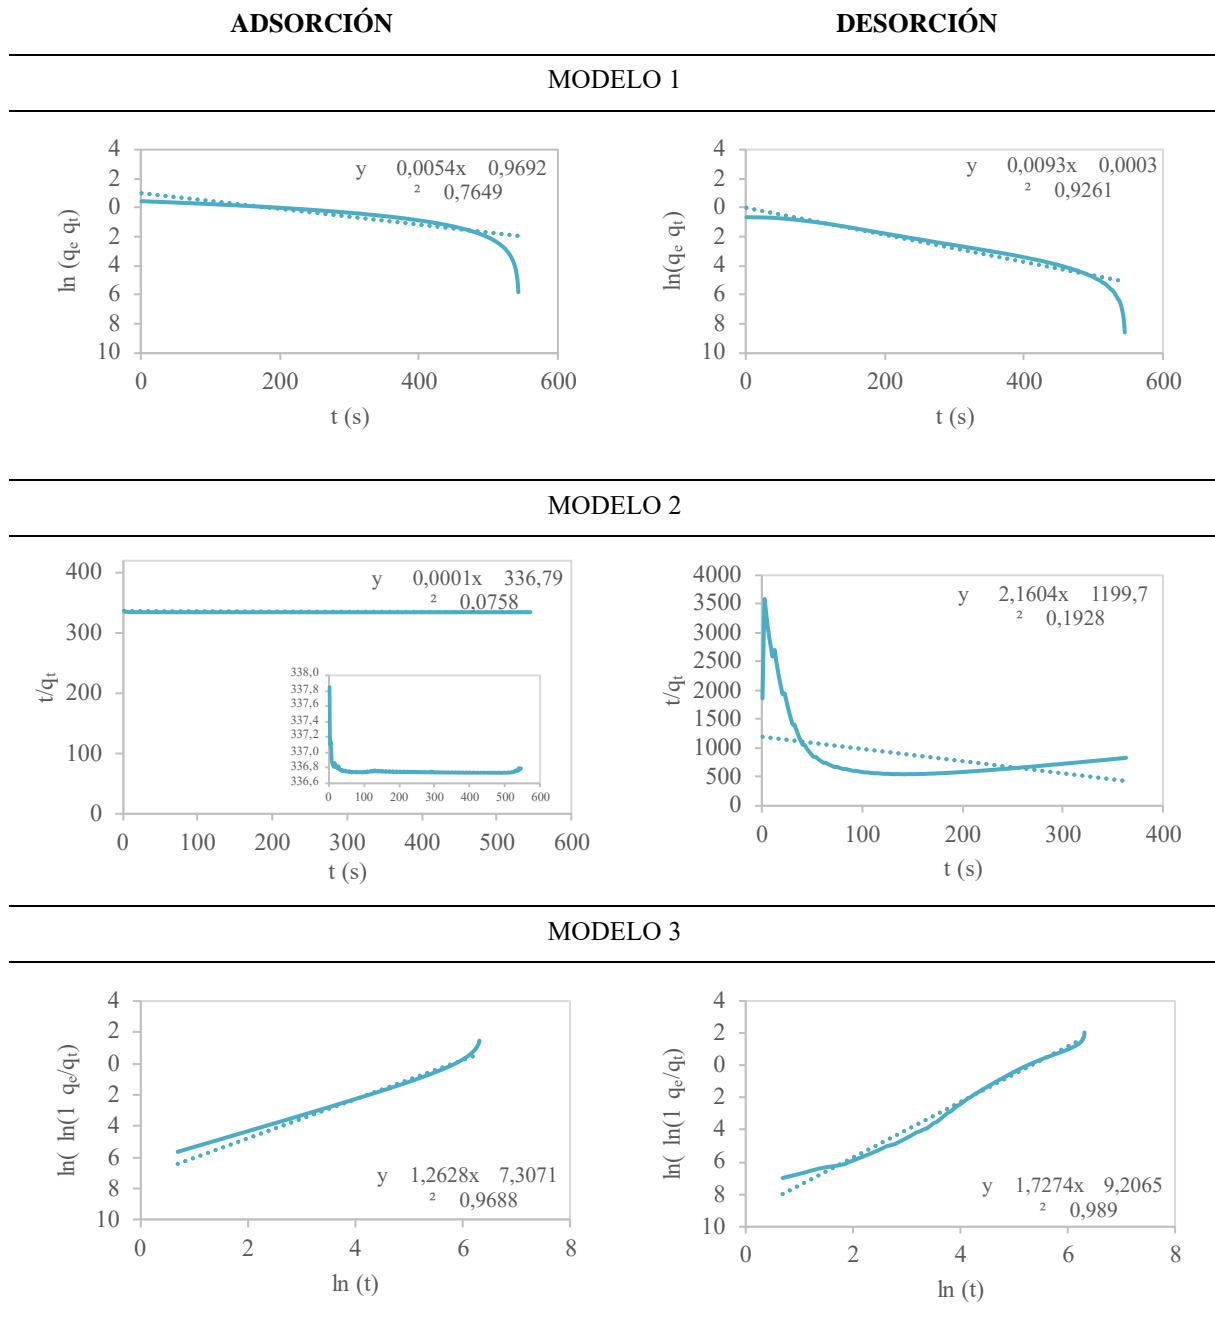 ADSORCIÓN DESORCIÓN
MODELO 1
4
2
0
2
4
6
8
10
0 200 400 600
ln (qe qt)
t (s)
y 0,0054x 0,9692
² 0,7649
4
2
0
2
4
6
8
10
0 200 400 600
ln(qe qt)
t (s)
y 0,0093x 0,0003
² 0,9261
MODELO 2
400
300
200
100
0
0 100 200 300 400 500 600
t/qt
t (s)
y 0,0001x 336,79
² 0,0758
338,0
337,8
337,6
337,4
337,2
337,0
336,8
336,6
0 100 200 300 400 500 600
4000
3500
3000
2500
2000
1500
1000
500
0
0 100 200 300 400
t/qt
t (s)
y 2,1604x 1199,7
² 0,1928
MODELO 3
4
2
0
2
4
6
8
10
0 2 4 6 8
ln( ln(1 qe/qt)
ln (t)
y 1,2628x 7,3071
² 0,9688
4
2
0
2
4
6
8
10
0 2 4 6 8
ln( ln(1 qe/qt)
ln (t)
y 1,7274x 9,2065
² 0,989